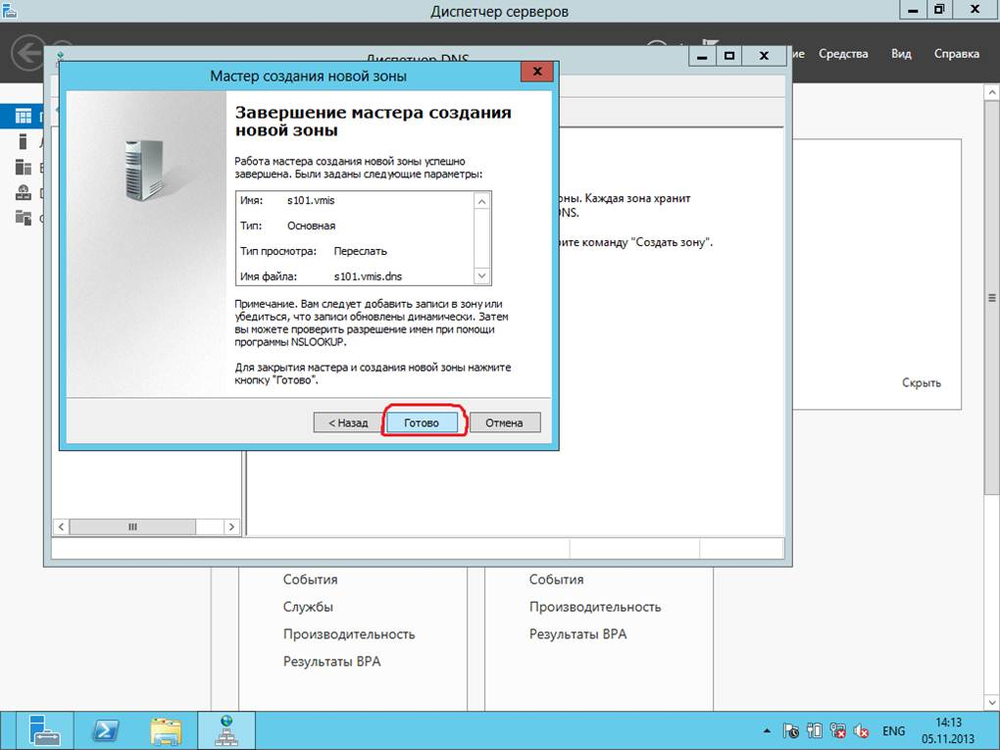 Диспетчер серверов
Средства
Вид
Справка
Диспетчер DNS
Мастер создания новой зоны
Завершение мастера создания
новой зоны
Работа мастера создания новой зоны успешно
завершена. Были заданы следующие параметры:
Имя: s101.vmis
Тип: Основная
Тип просмотра: Переслать
Имя файла: s101.vmis.dns
Примечание. Вам следует добавить записи в зону или
убедиться, что записи обновлены динамически. Затем
вы можете проверить разрешение имен при помощи
программы NSLOOKUP.
Для закрытия мастера и создания новой зоны нажмите
кнопку "Готово".
< Назад
Готово
Отмена
Каждая зона хранит
команду "Создать зону".
Скрыть
События
Службы
Производительность
Результаты BPA
События
Производительность
Результаты BPA
ENG
14:13
05.11.2013